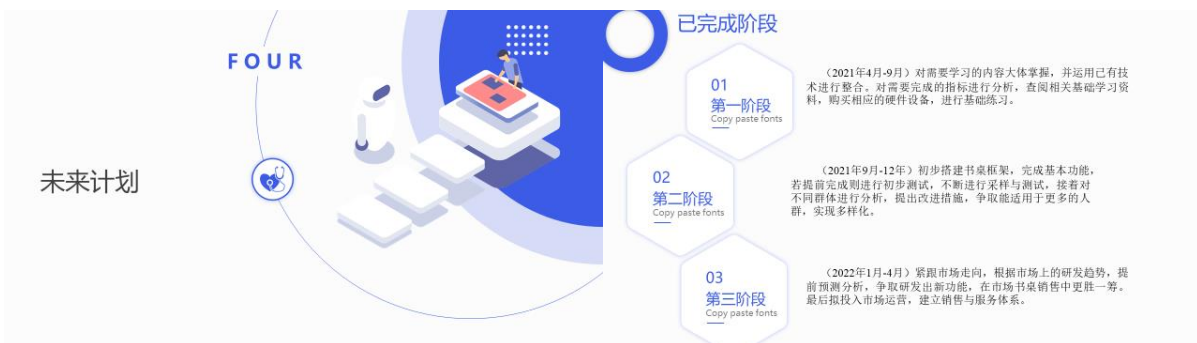 FOUR
未来计划
已完成阶段
01
第一阶段
Copy paste fonts
（2021年4月-9月）对需要学习的内容大体掌握，并运用已有技
术进行整合。对需要完成的指标进行分析，查阅相关基础学习资
料，购买相应的硬件设备，进行基础练习。
02
第二阶段
Copy paste fonts
（2021年9月-12年）初步搭建书桌框架，完成基本功能，
若提前完成则进行初步测试，不断进行采样与测试，接着对
不同群体进行分析，提出改进措施，争取能适用于更多的人
群，实现多样化。
03
第三阶段
Copy paste fonts
（2022年1月-4月）紧跟市场走向，根据市场上的研发趋势，提
前预测分析，争取研发出新功能，在市场书桌销售中更胜一筹。
最后拟投入市场运营，建立销售与服务体系。